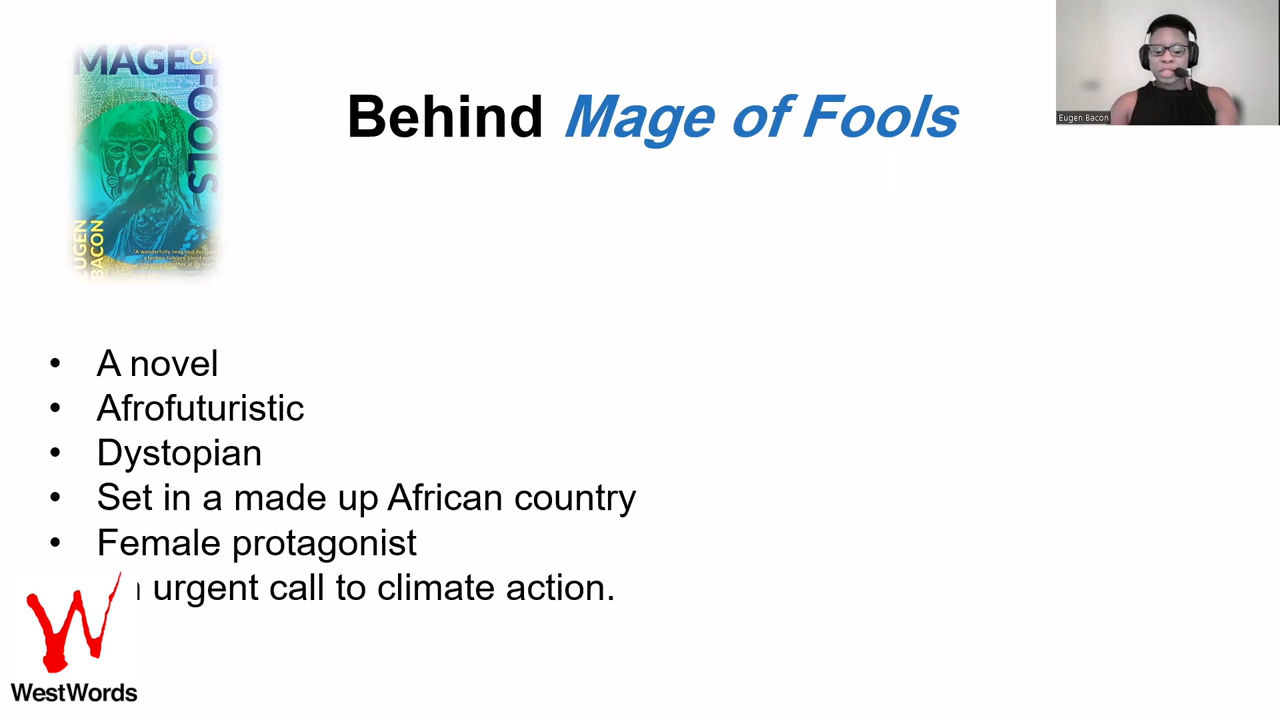 MAGE OF
FOOLS
Behind Mage of Fools
Eugen Bacon
EUGEN
BACON
• A novel
• Afrofuturistic
• Dystopian
• Set in a made up African country
• Female protagonist
urgent call to climate action.
WestWords